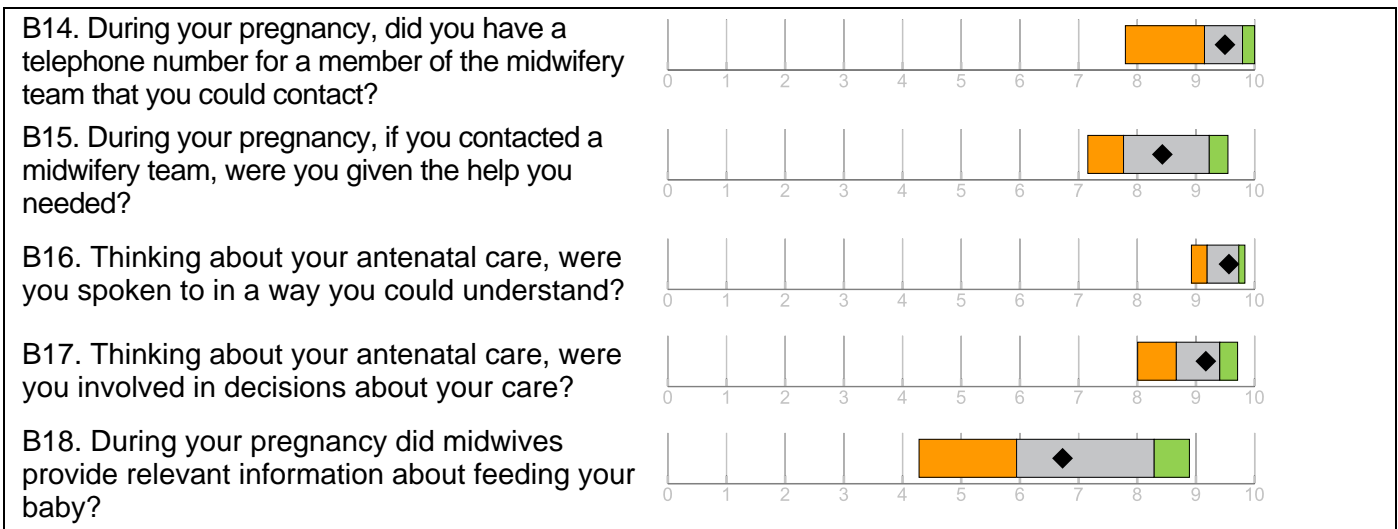 B14. During your pregnancy, did you have a
telephone number for a member of the midwifery
team that you could contact?
0 1 2 3 4 5 6 7 8 9 10
B15. During your pregnancy, if you contacted a
midwifery team, were you given the help you
needed?
0 1 2 3 4 5 6 7 8 9 10
B16. Thinking about your antenatal care, were
you spoken to in a way you could understand?
0 1 2 3 4 5 6 7 8 9 10
B17. Thinking about your antenatal care, were
you involved in decisions about your care?
0 1 2 3 4 5 6 7 8 9 10
B18. During your pregnancy did midwives
provide relevant information about feeding your
baby?
0 1 2 3 4 5 6 7 8 9 10